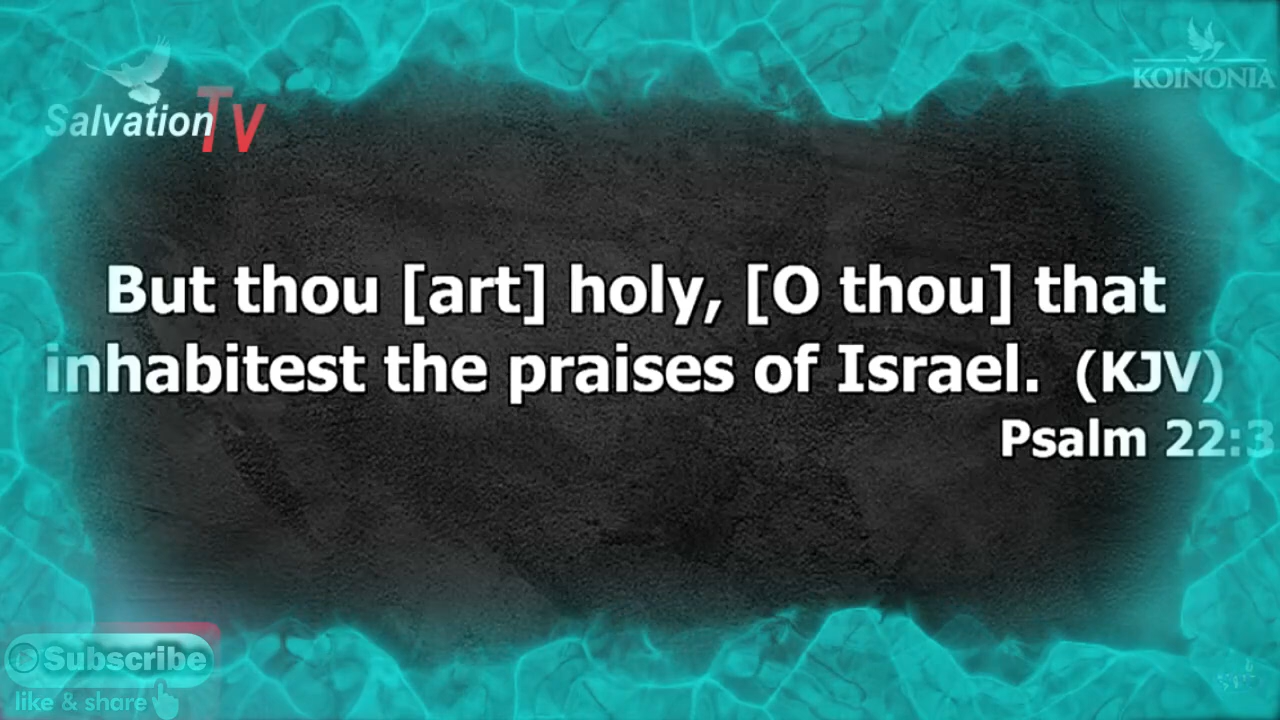 Salvation TV
KOINONIA
But thou [art] holy, [O thou] that
inhabitest the praises of Israel. (KJV)
Psalm 22:3
Subscribe
like & share